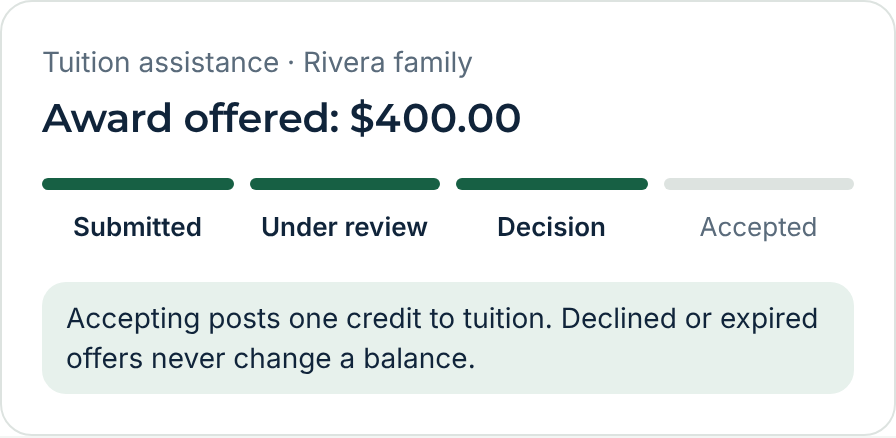 Tuition assistance · Rivera family
Award offered: $400.00
Submitted
Under review
Decision
Accepted
Accepting posts one credit to tuition. Declined or expired
offers never change a balance.